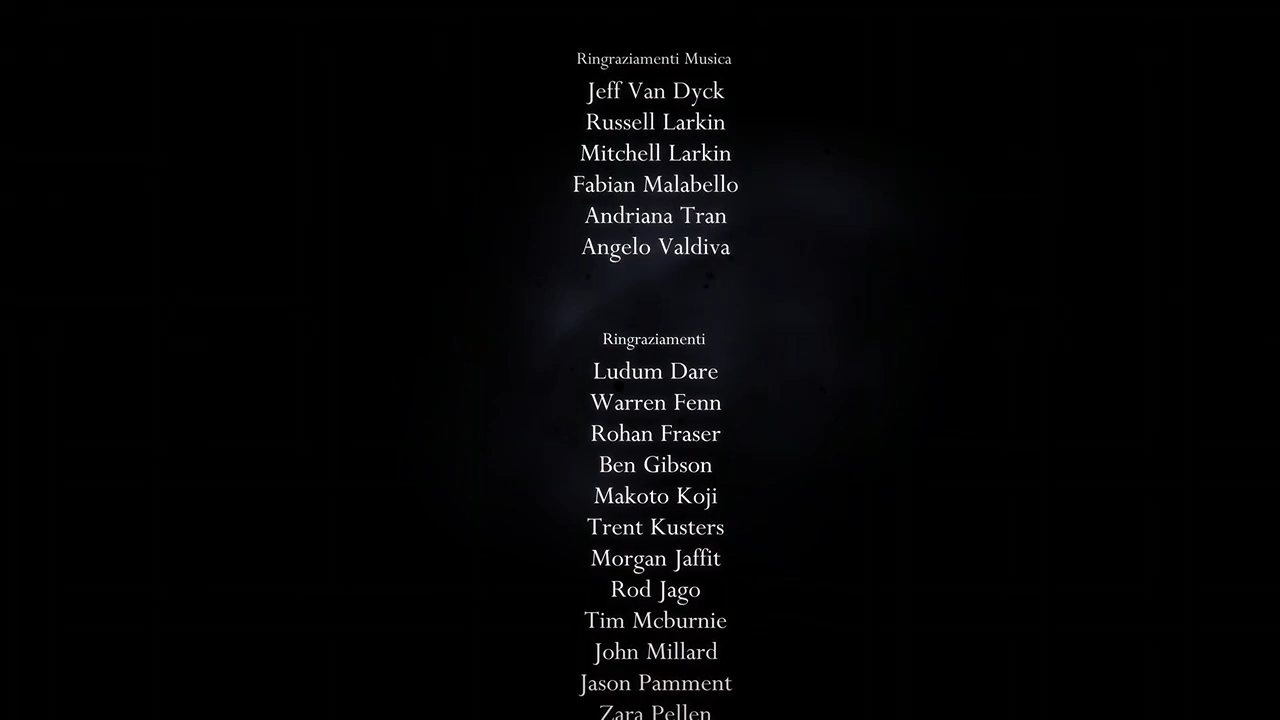 Ringraziamenti Musica
Jeff Van Dyck
Russell Larkin
Mitchell Larkin
Fabian Malabello
Andriana Tran
Angelo Valdiva
Ringraziamenti
Ludum Dare
Warren Fenn
Rohan Fraser
Ben Gibson
Makoto Koji
Trent Kusters
Morgan Jaffit
Rod Jago
Tim Mcburnie
John Millard
Jason Pamment
Zara Pellen